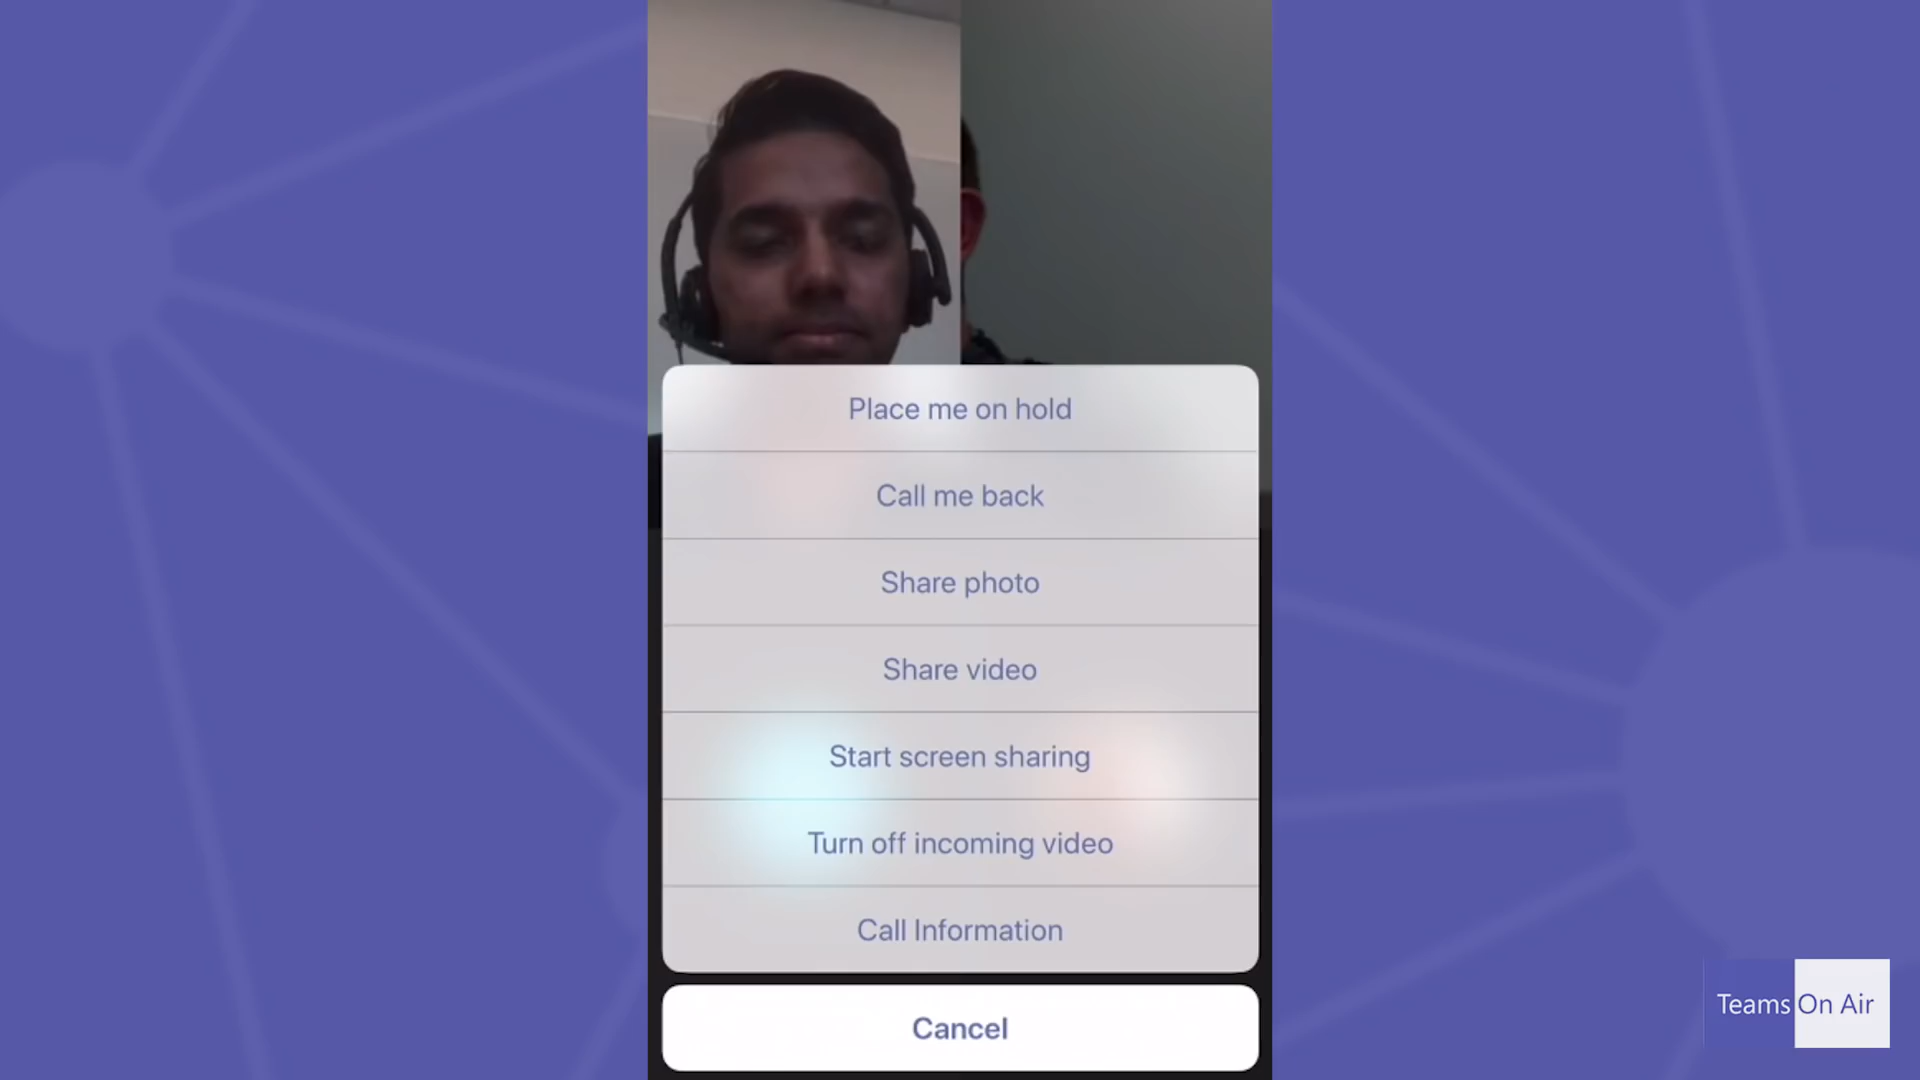 Place me on hold
Call me back
Share photo
Share video
Start screen sharing
Turn off incoming video
Call Information
Cancel
Teams On Air